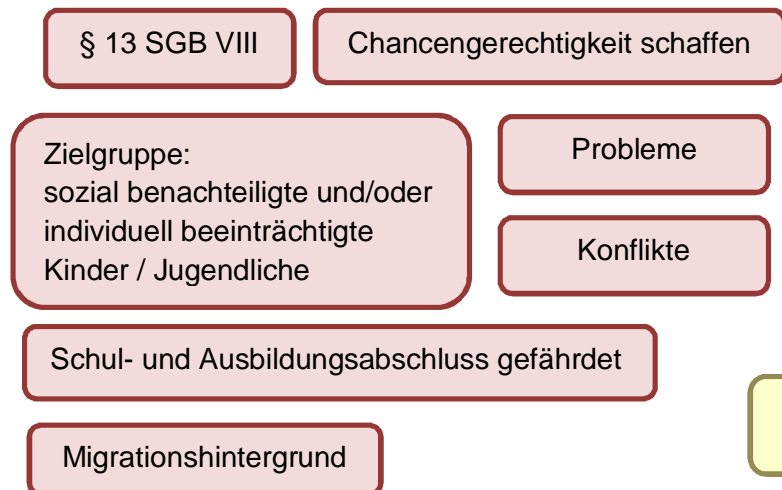 § 13 SGB VIII
Chancengerechtigkeit schaffen
Zielgruppe:
sozial benachteiligte und/oder
individuell beeinträchtigte
Kinder / Jugendliche
Probleme
Konflikte
Schul- und Ausbildungsabschluss gefährdet
Migrationshintergrund